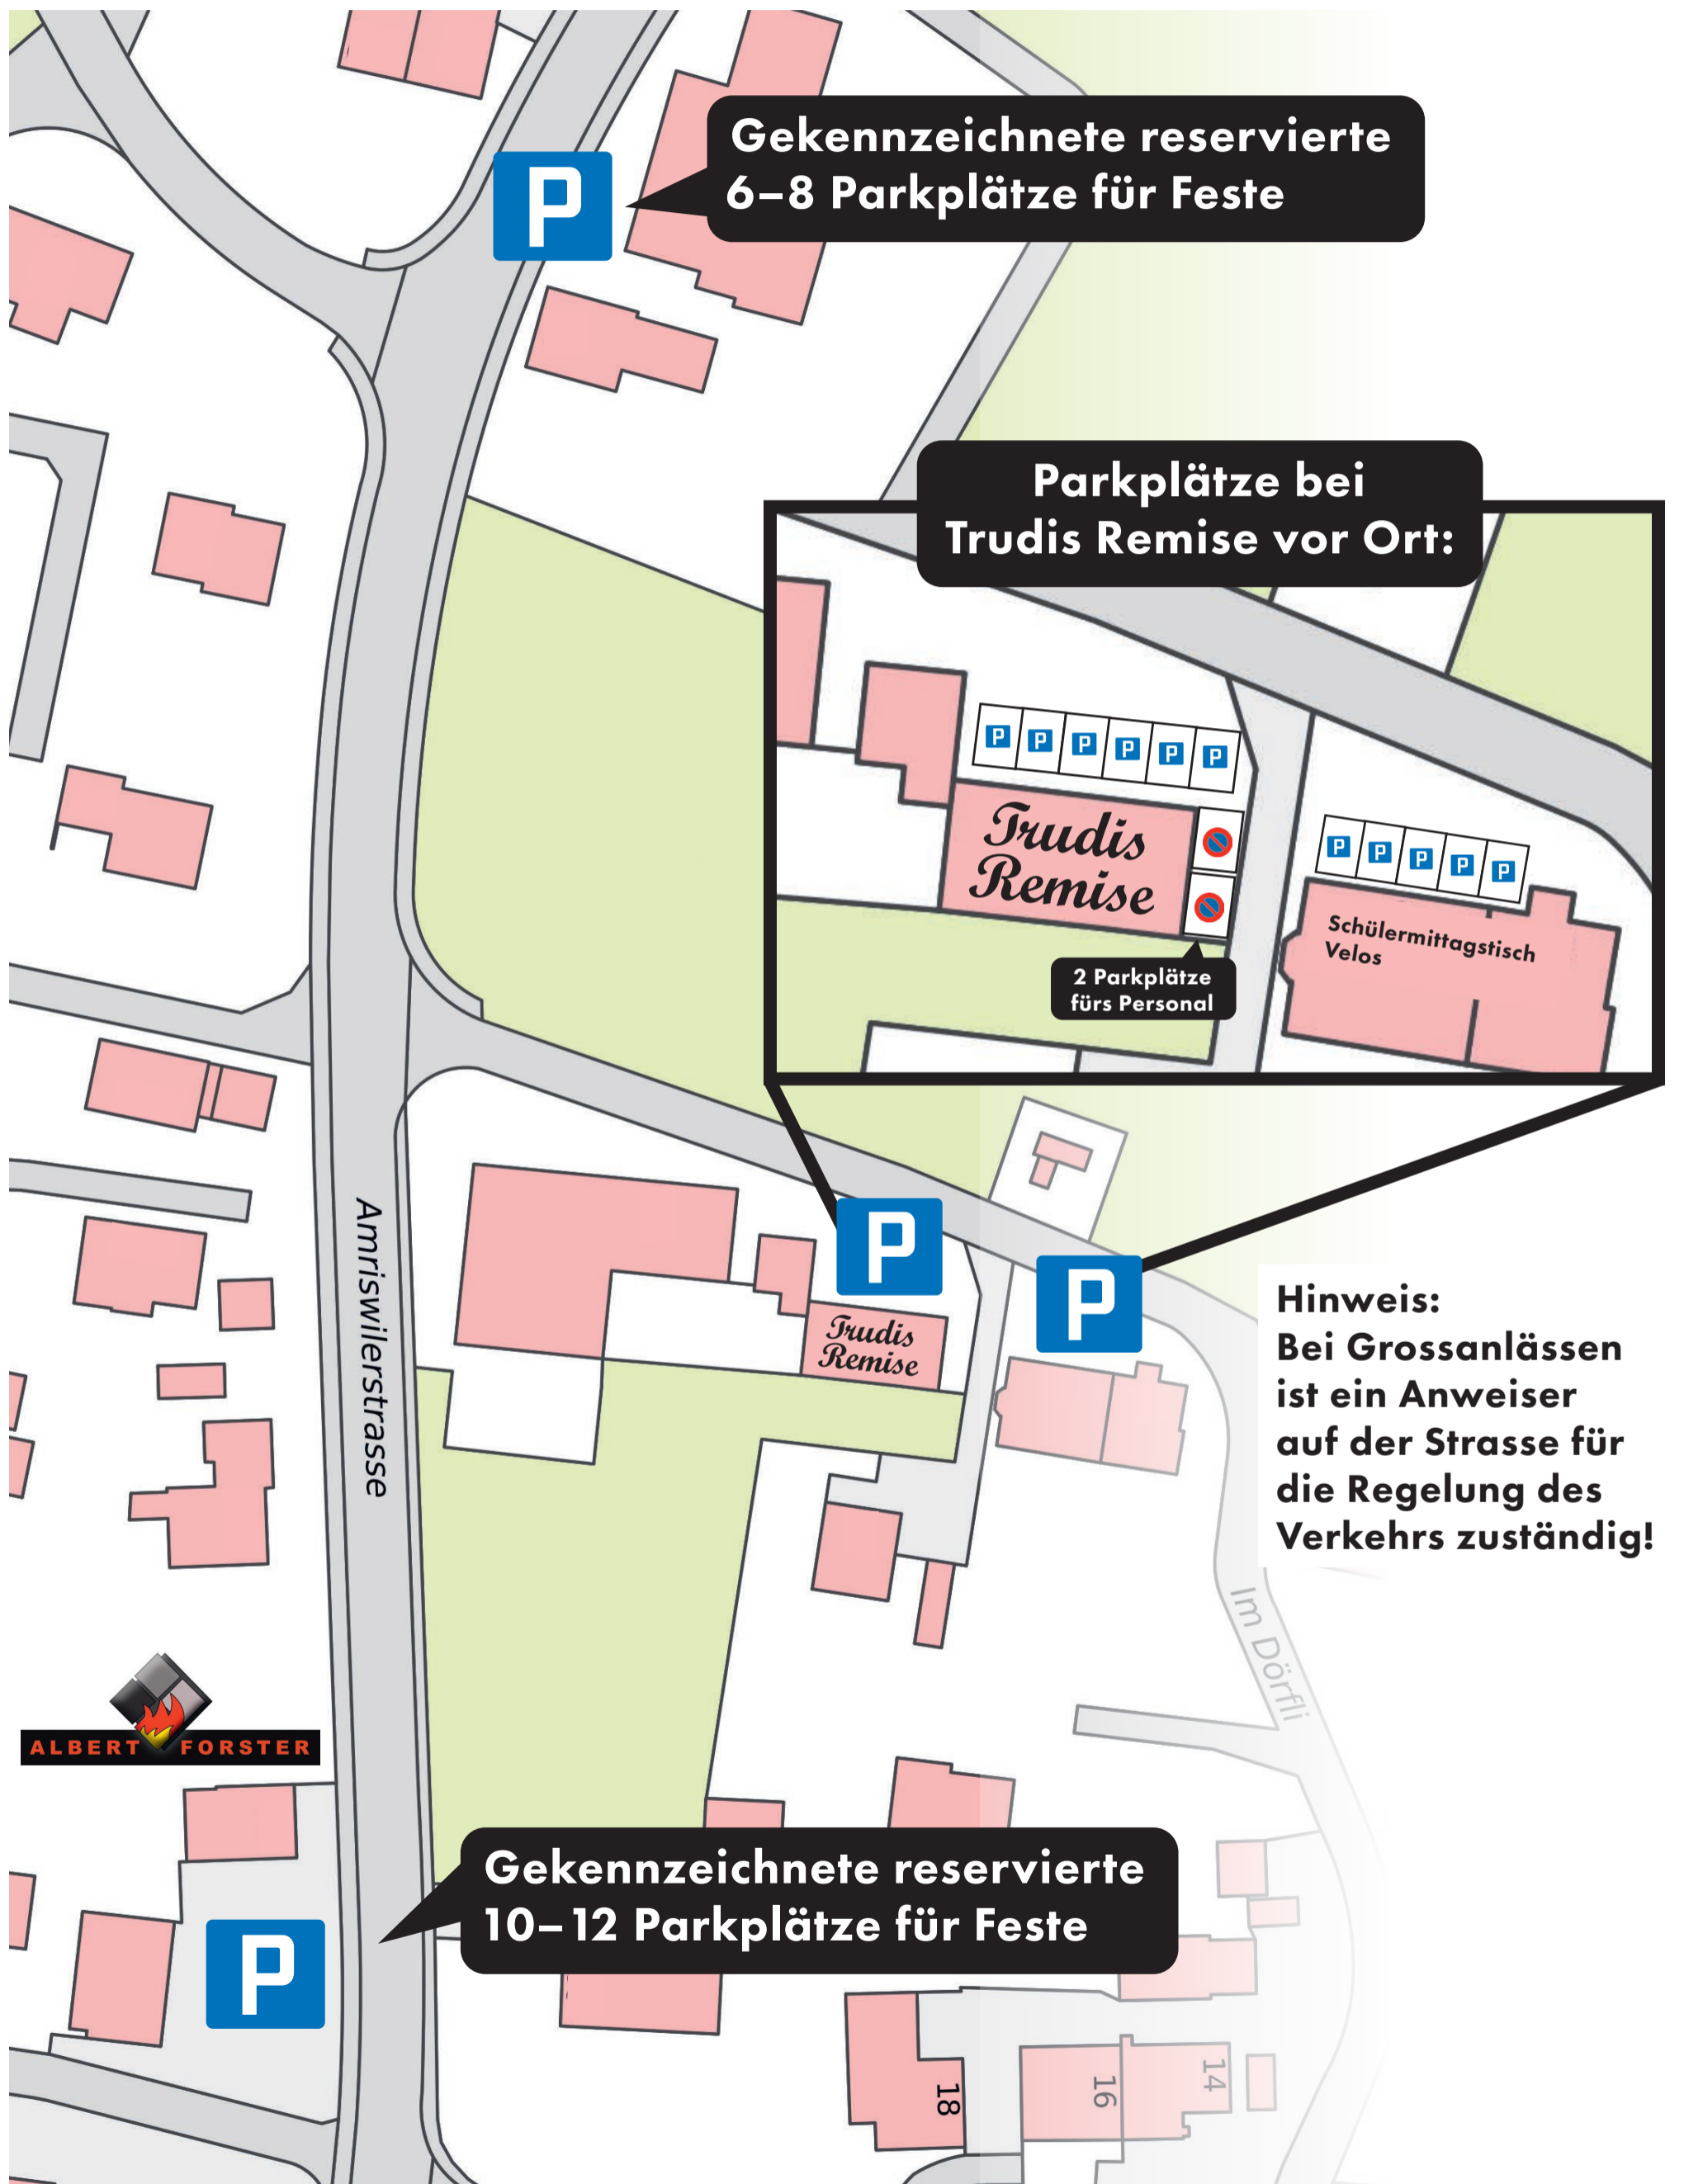 Gekennzeichnete reservierte
6–8 Parkplätze für Feste
P
Parkplätze bei
Trudis Remise vor Ort:
P P P P P P
Trudis
Remise
P P P P P
Schülermittagstisch
Velos
2 Parkplätze
fürs Personal
Amriswilerstrasse
P
P
Trudis
Remise
Hinweis:
Bei Grossanlässen
ist ein Anweiser
auf der Strasse für
die Regelung des
Verkehrs zuständig!
Im Dörfli
ALBERT FORSTER
Gekennzeichnete reservierte
10–12 Parkplätze für Feste
P
18
16
14